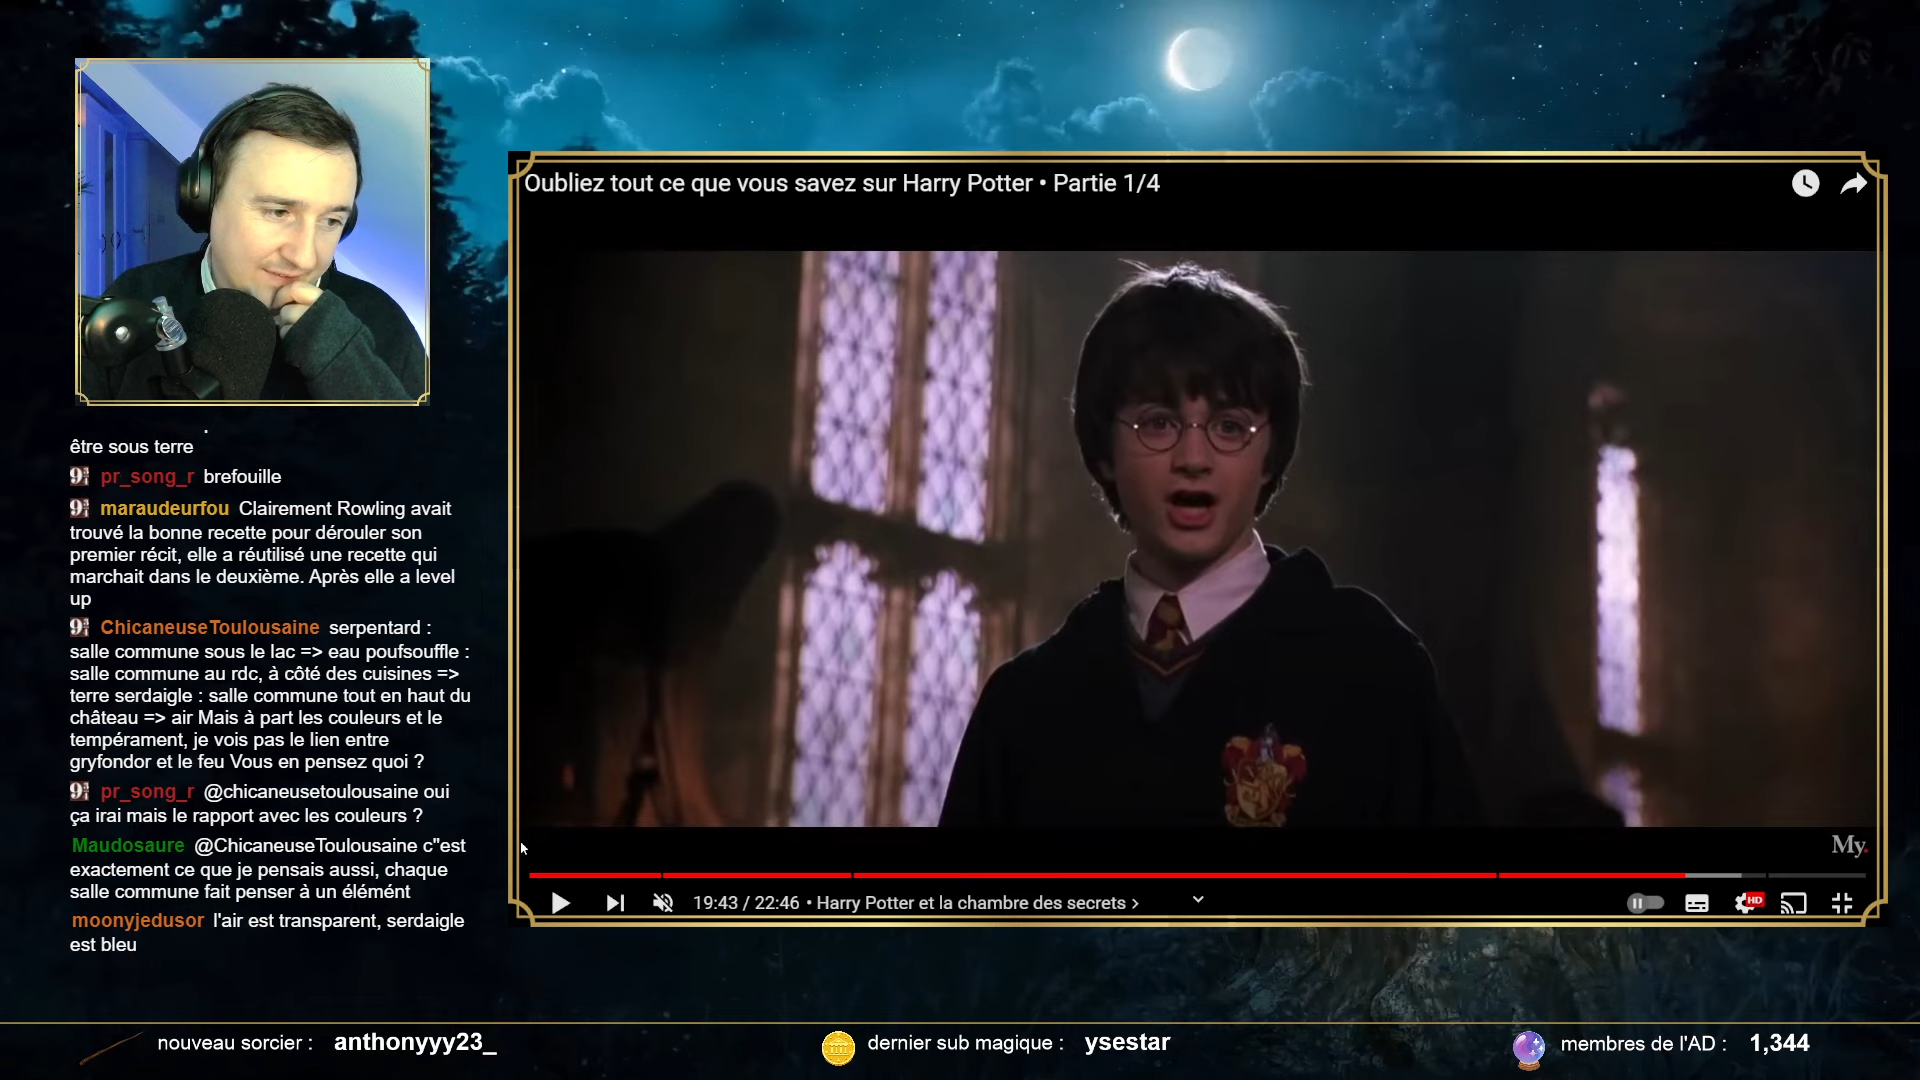 Oubliez tout ce que vous savez sur Harry Potter • Partie 1/4
être sous terre
pr_song_r brefouille
maraudeurfou Clairement Rowling avait
trouvé la bonne recette pour dérouler son
premier récit, elle a réutilisé une recette qui
marchait dans le deuxième. Après elle a level
up
ChicaneuseToulousaine serpentard :
salle commune sous le lac => eau poufsouffle :
salle commune au rdc, à côté des cuisines =>
terre serdaigle : salle commune tout en haut du
château => air Mais à part les couleurs et le
tempérament, je vois pas le lien entre
gryfondor et le feu Vous en pensez quoi ?
pr_song_r @chicaneusetoulousaine oui
ça irai mais le rapport avec les couleurs ?
Maudosaure @ChicaneuseToulousaine c"est
exactement ce que je pensais aussi, chaque
salle commune fait penser à un élémént
moonyjedusor l'air est transparent, serdaigle
est bleu
My.
19:43 / 22:46 • Harry Potter et la chambre des secrets ›
HD
nouveau sorcier : anthonyyy23_
dernier sub magique : ysestar
membres de l'AD : 1,344